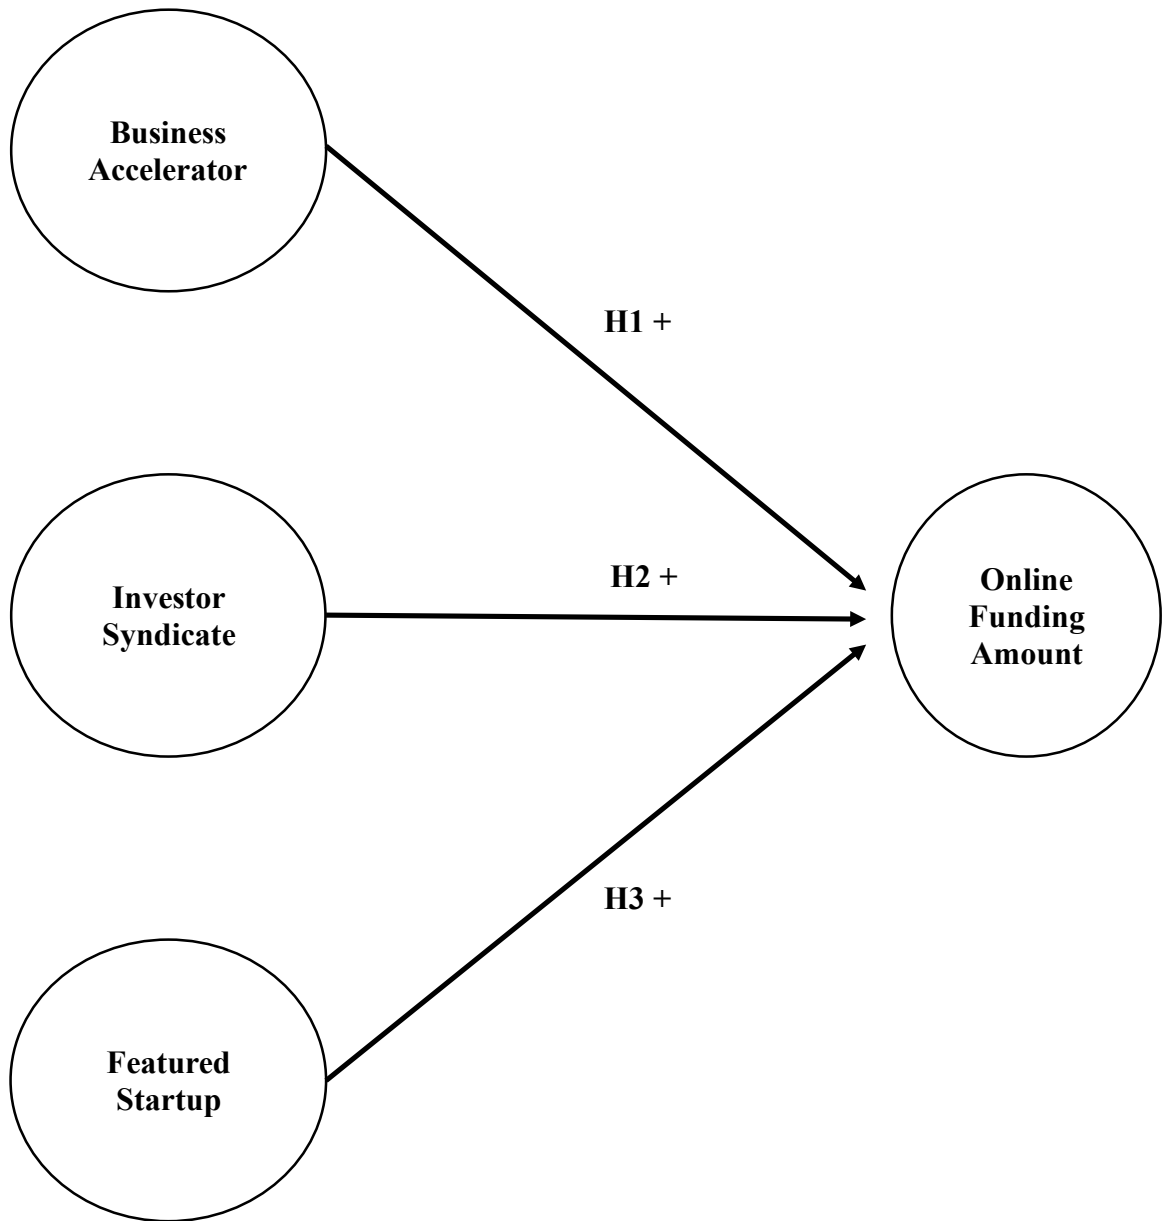 Business
Accelerator
H1 +
Investor
Syndicate
H2 +
Online
Funding
Amount
H3 +
Featured
Startup